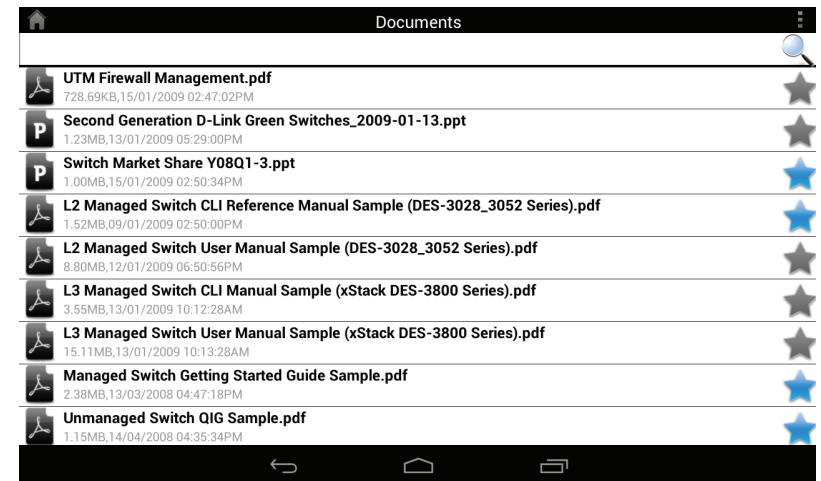 Documents
UTM Firewall Management.pdf
728.69KB,15/01/2009 02:47:02PM
P
Second Generation D-Link Green Switches_2009-01-13.ppt
1.23MB,13/01/2009 05:29:00PM
P
Switch Market Share Y08Q1-3.ppt
1.00MB,15/01/2009 02:50:34PM
L2 Managed Switch CLI Reference Manual Sample (DES-3028_3052 Series).pdf
1.52MB,09/01/2009 02:50:00PM
L2 Managed Switch User Manual Sample (DES-3028_3052 Series).pdf
8.80MB,12/01/2009 06:50:56PM
L3 Managed Switch CLI Manual Sample (xStack DES-3800 Series).pdf
3.55MB,13/01/2009 10:12:28AM
L3 Managed Switch User Manual Sample (xStack DES-3800 Series).pdf
15.11MB,13/01/2009 10:13:28AM
Managed Switch Getting Started Guide Sample.pdf
2.38MB,13/03/2008 04:47:18PM
Unmanaged Switch QIG Sample.pdf
1.15MB,14/04/2008 04:35:34PM